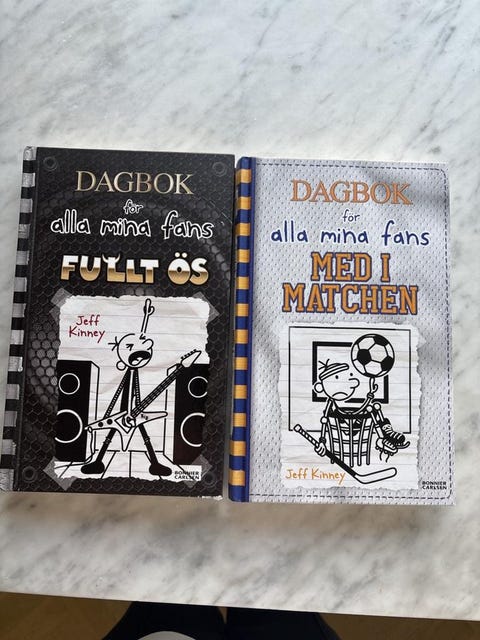 DAGBOK
för
alla mina fans
FULLT ÖS
Jeff
Kinney
BONNIER
CARLSEN
DAGBOK
för
alla mina fans
MED I
MATCHEN
Jeff Kinney
BONNIER
CARLSEN